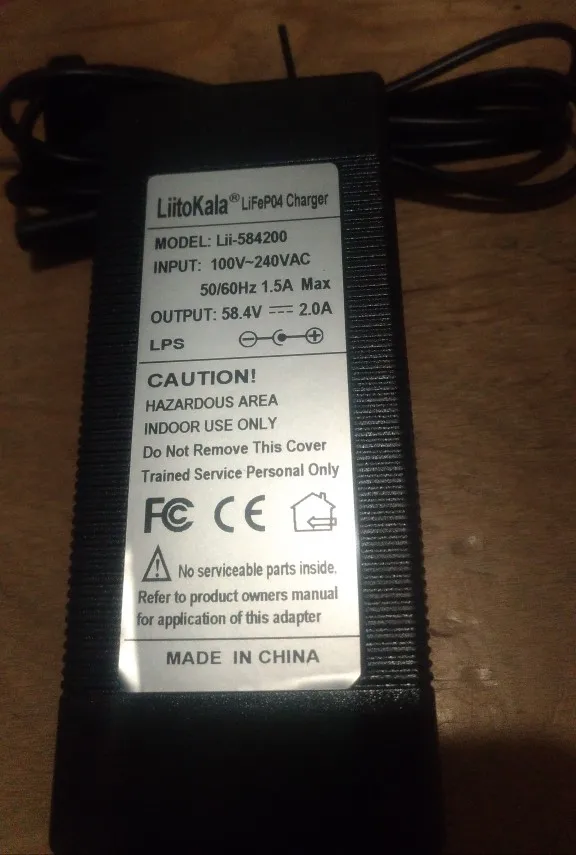 LiitoKala® LiFeP04 Charger
MODEL: Lii-584200
INPUT: 100V~240VAC
50/60Hz 1.5A Max
OUTPUT: 58.4V ⎓ 2.0A
LPS
CAUTION!
HAZARDOUS AREA
INDOOR USE ONLY
Do Not Remove This Cover
Trained Service Personal Only
FC CE
No serviceable parts inside.
Refer to product owners manual
for application of this adapter
MADE IN CHINA